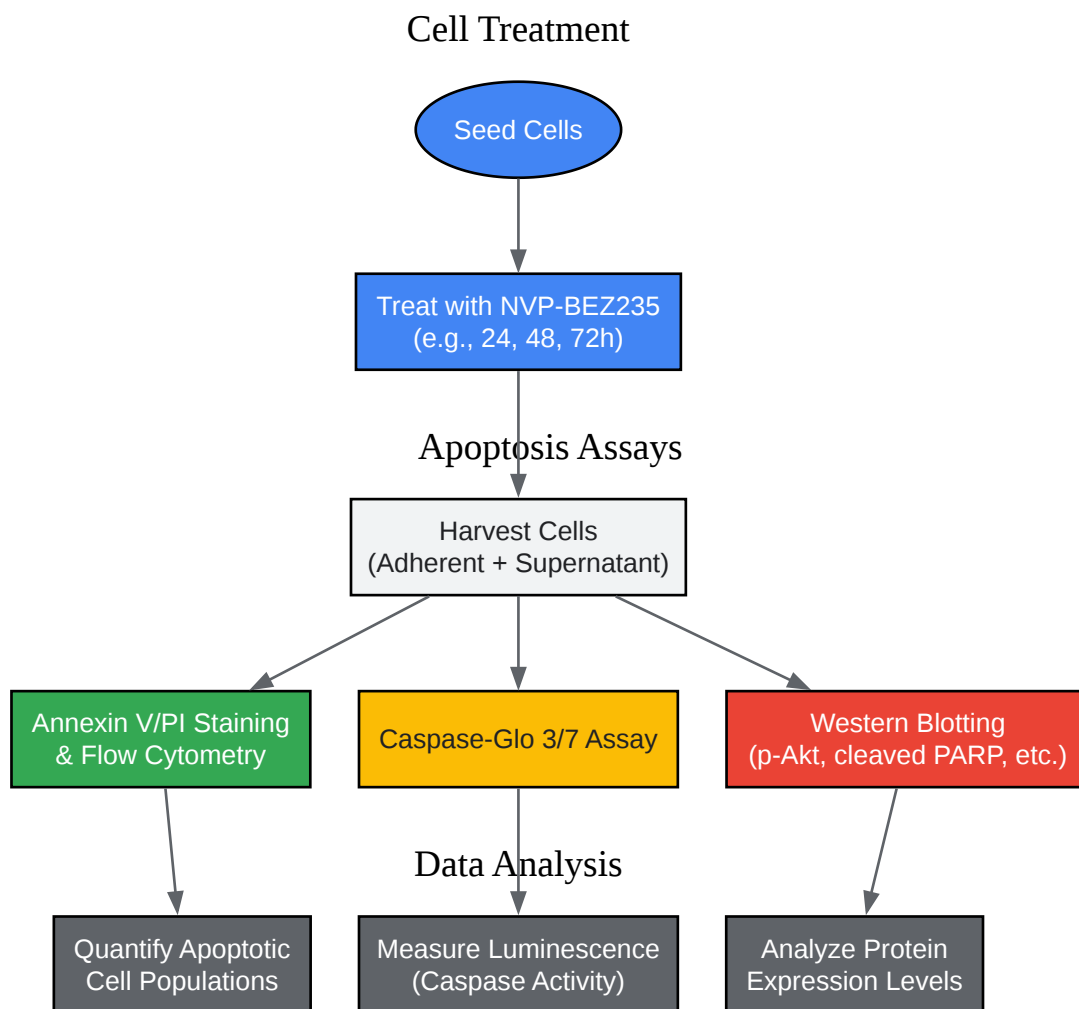 Cell Treatment
Seed Cells
Treat with NVP-BEZ235
(e.g., 24, 48, 72h)
Apoptosis Assays
Harvest Cells
(Adherent + Supernatant)
Annexin V/PI Staining
& Flow Cytometry
Caspase-Glo 3/7 Assay
Western Blotting
(p-Akt, cleaved PARP, etc.)
Data Analysis
Quantify Apoptotic
Cell Populations
Measure Luminescence
(Caspase Activity)
Analyze Protein
Expression Levels